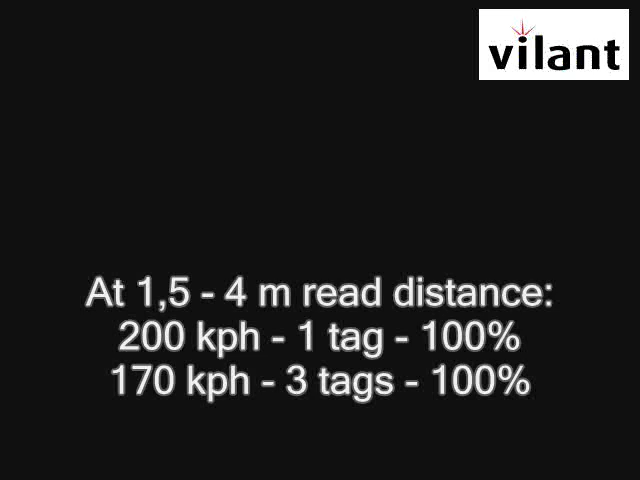 vilant
At 1,5 - 4 m read distance:
200 kph - 1 tag - 100%
170 kph - 3 tags - 100%